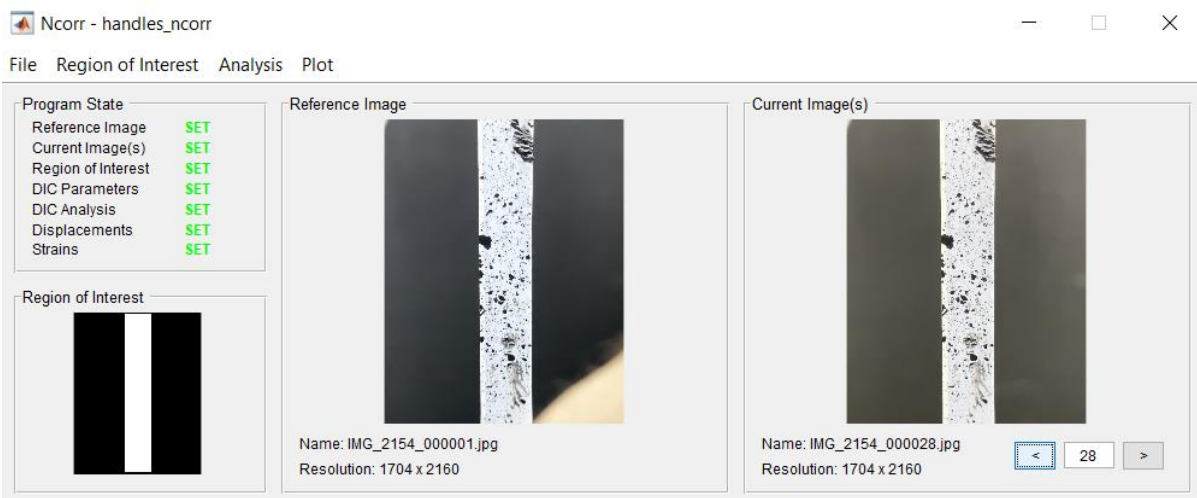 Ncorr - handles_ncorr
File Region of Interest Analysis Plot
Program State
Reference Image SET
Current Image(s) SET
Region of Interest SET
DIC Parameters SET
DIC Analysis SET
Displacements SET
Strains SET
Region of Interest
Reference Image
Name: IMG_2154_000001.jpg
Resolution: 1704 x 2160
Current Image(s)
Name: IMG_2154_000028.jpg
Resolution: 1704 x 2160
< 28 >